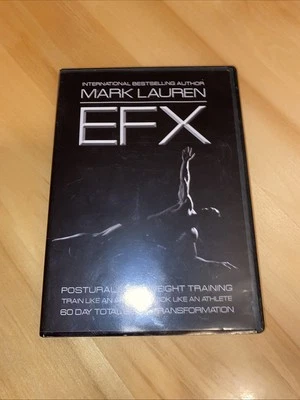 INTERNATIONAL BESTSELLING AUTHOR
MARK LAUREN
EFX
POSTURAL WEIGHT TRAINING
TRAIN LIKE AN LOOK LIKE AN ATHLETE
60 DAY TOTAL TRANSFORMATION